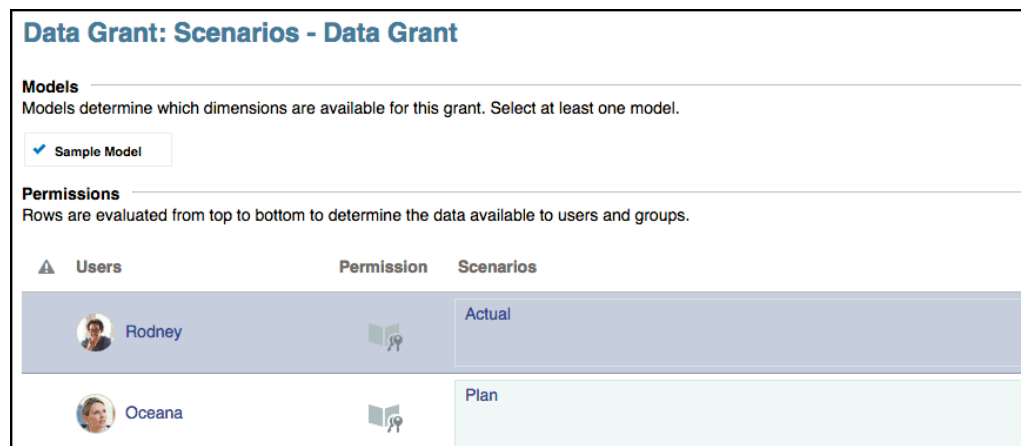 Data Grant: Scenarios - Data Grant
Models
Models determine which dimensions are available for this grant. Select at least one model.
Sample Model
Permissions
Rows are evaluated from top to bottom to determine the data available to users and groups.
Users Permission Scenarios
Rodney Actual
Oceana Plan